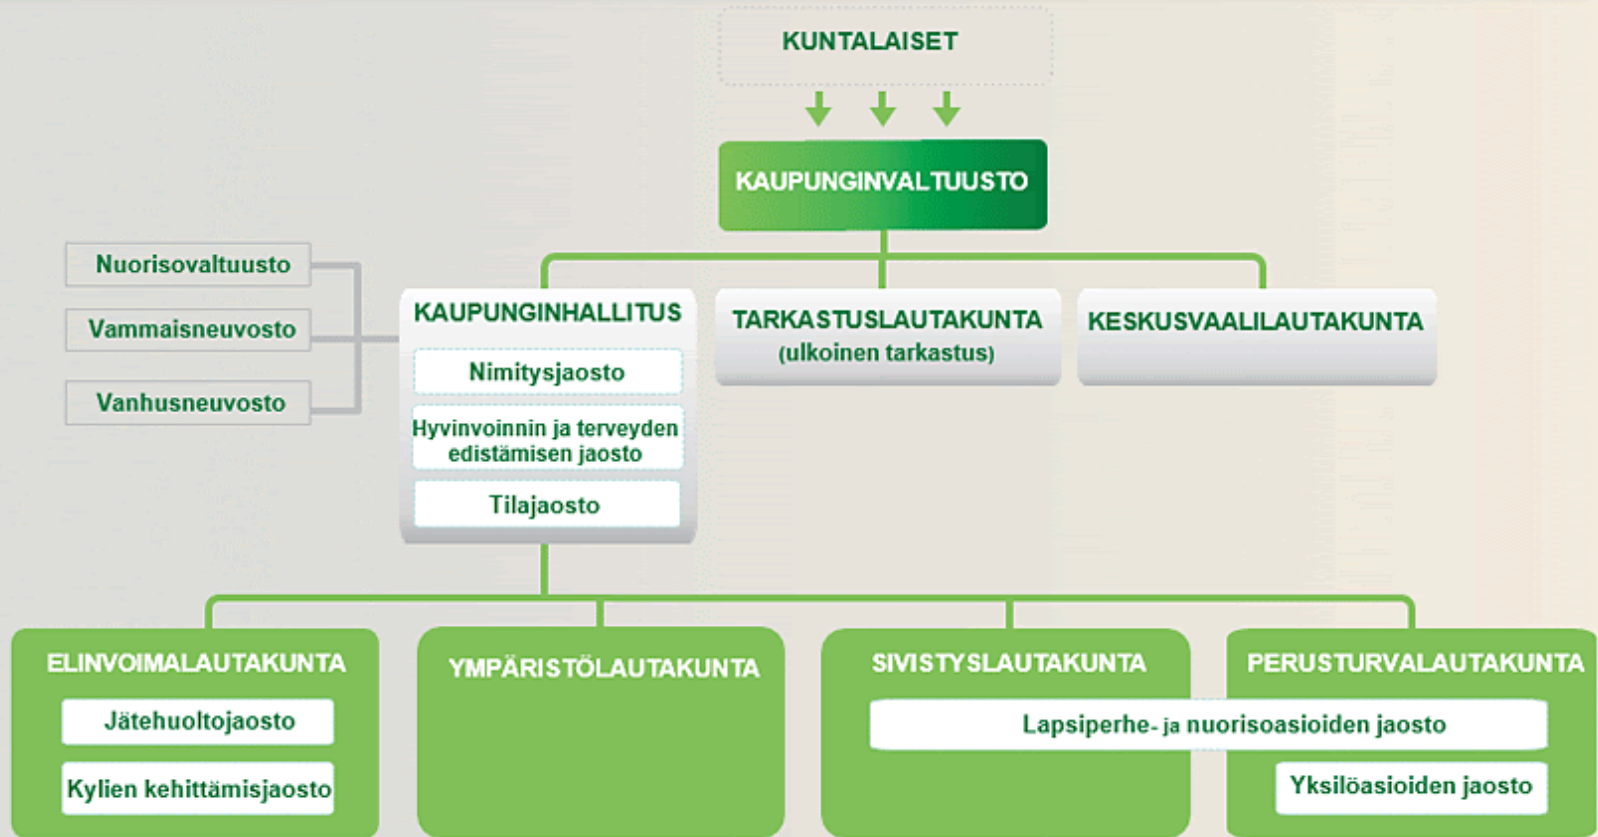 KUNTALAISET
KAUPUNGINVALTUUSTO
Nuorisovaltuusto
Vammaisneuvosto
Vanhusneuvosto
KAUPUNGINHALLITUS
Nimitysjaosto
Hyvinvoinnin ja terveyden
edistämisen jaosto
Tilajaosto
TARKASTUSLAUTAKUNTA
(ulkoinen tarkastus)
KESKUSVAALILAUTAKUNTA
ELINVOIMALAUTAKUNTA
Jätehuoltojaosto
Kylien kehittämisjaosto
YMPÄRISTÖLAUTAKUNTA
SIVISTYSLAUTAKUNTA
PERUSTURVALAUTAKUNTA
Lapsiperhe- ja nuorisoasioiden jaosto
Yksilöasioiden jaosto